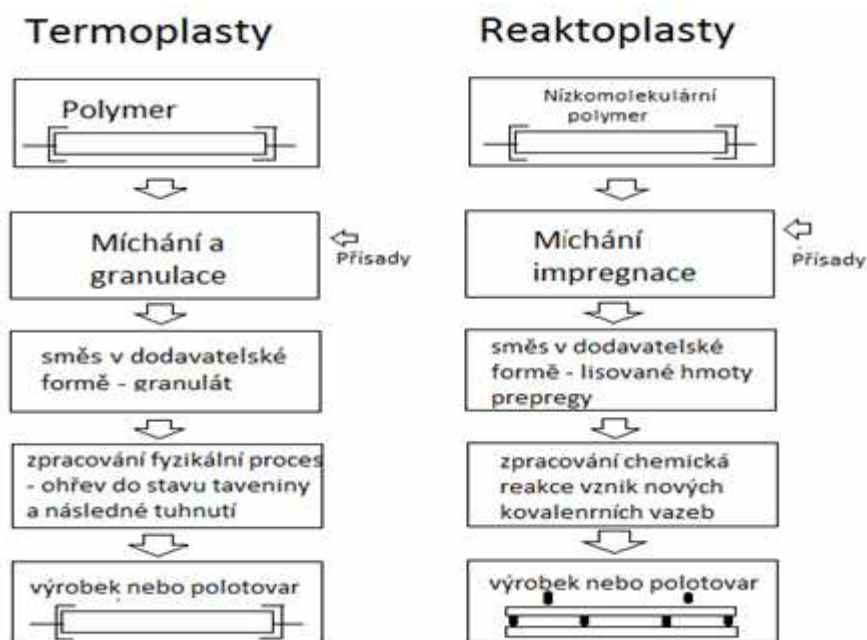 Termoplasty
Polymer
Míchání a
granulace
Přísady
směs v dodavatelské
formě - granulát
zpracování fyzikální proces
- ohřev do stavu taveniny
a následné tuhnutí
výrobek nebo polotovar
Reaktoplasty
Nízkomolekulární
polymer
Míchání
impregnace
Přísady
směs v dodavatelské
formě - lisované hmoty
prepregy
zpracování chemická
reakce vznik nových
kovalenrních vazeb
výrobek nebo polotovar